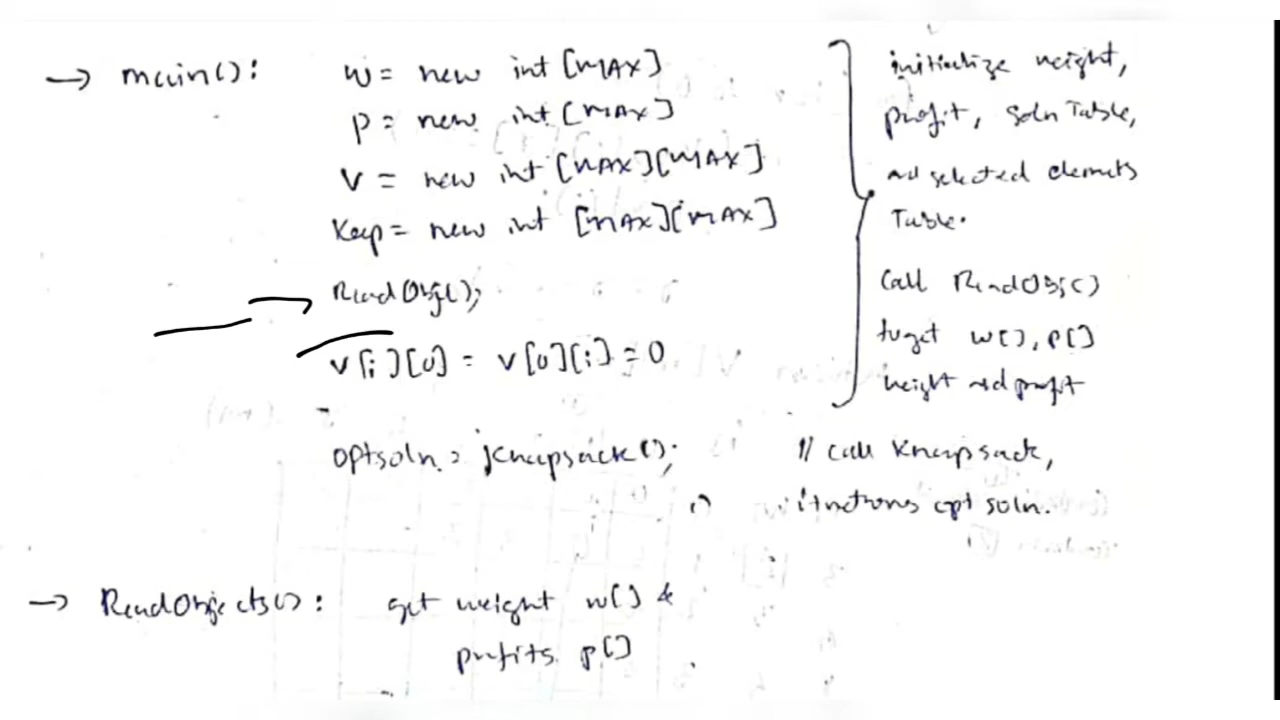 → main():
w = new int [MAX]
p = new int [MAX]
v = new int [MAX][MAX]
Keep = new int [MAX][MAX]
ReadObj();
v[i][0] = v[0][i] = 0
optsoln = knapsack();
initialize weight,
profit, soln Table,
and selected elements
Table.
Call ReadObj()
to get w[], p[]
weight and profit
// call Knapsack,
it returns opt soln.
→ ReadObjects(): get weight w[] &
profits p[]